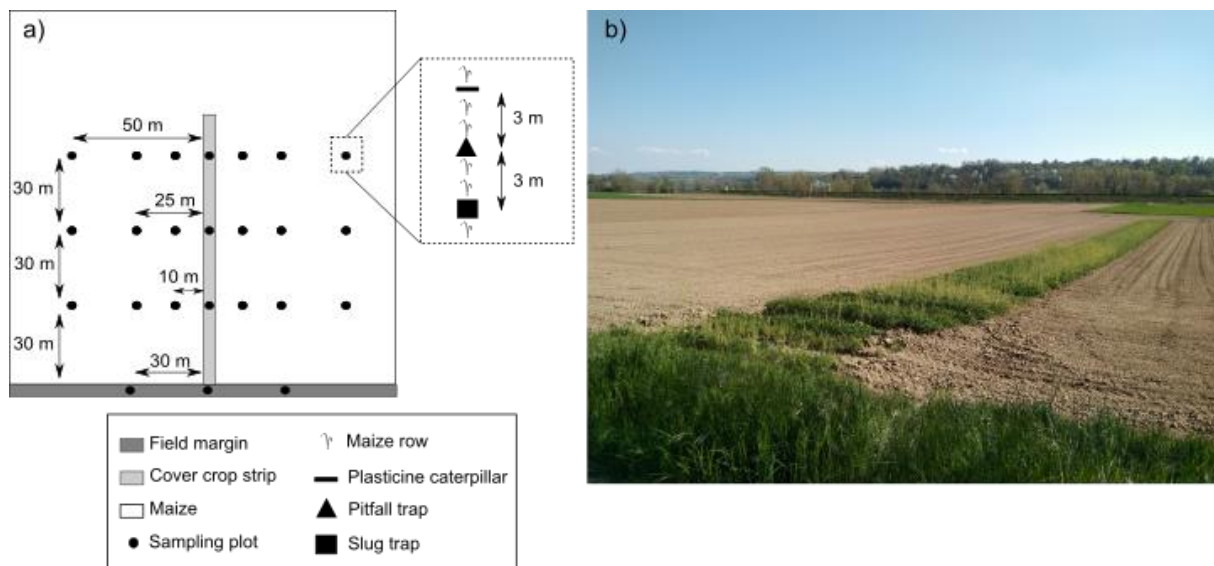 a)
50 m
30 m
25 m
30 m
10 m
30 m
30 m
3 m
3 m
b)
Field margin
Cover crop strip
Maize
Sampling plot
Maize row
Plasticine caterpillar
Pitfall trap
Slug trap